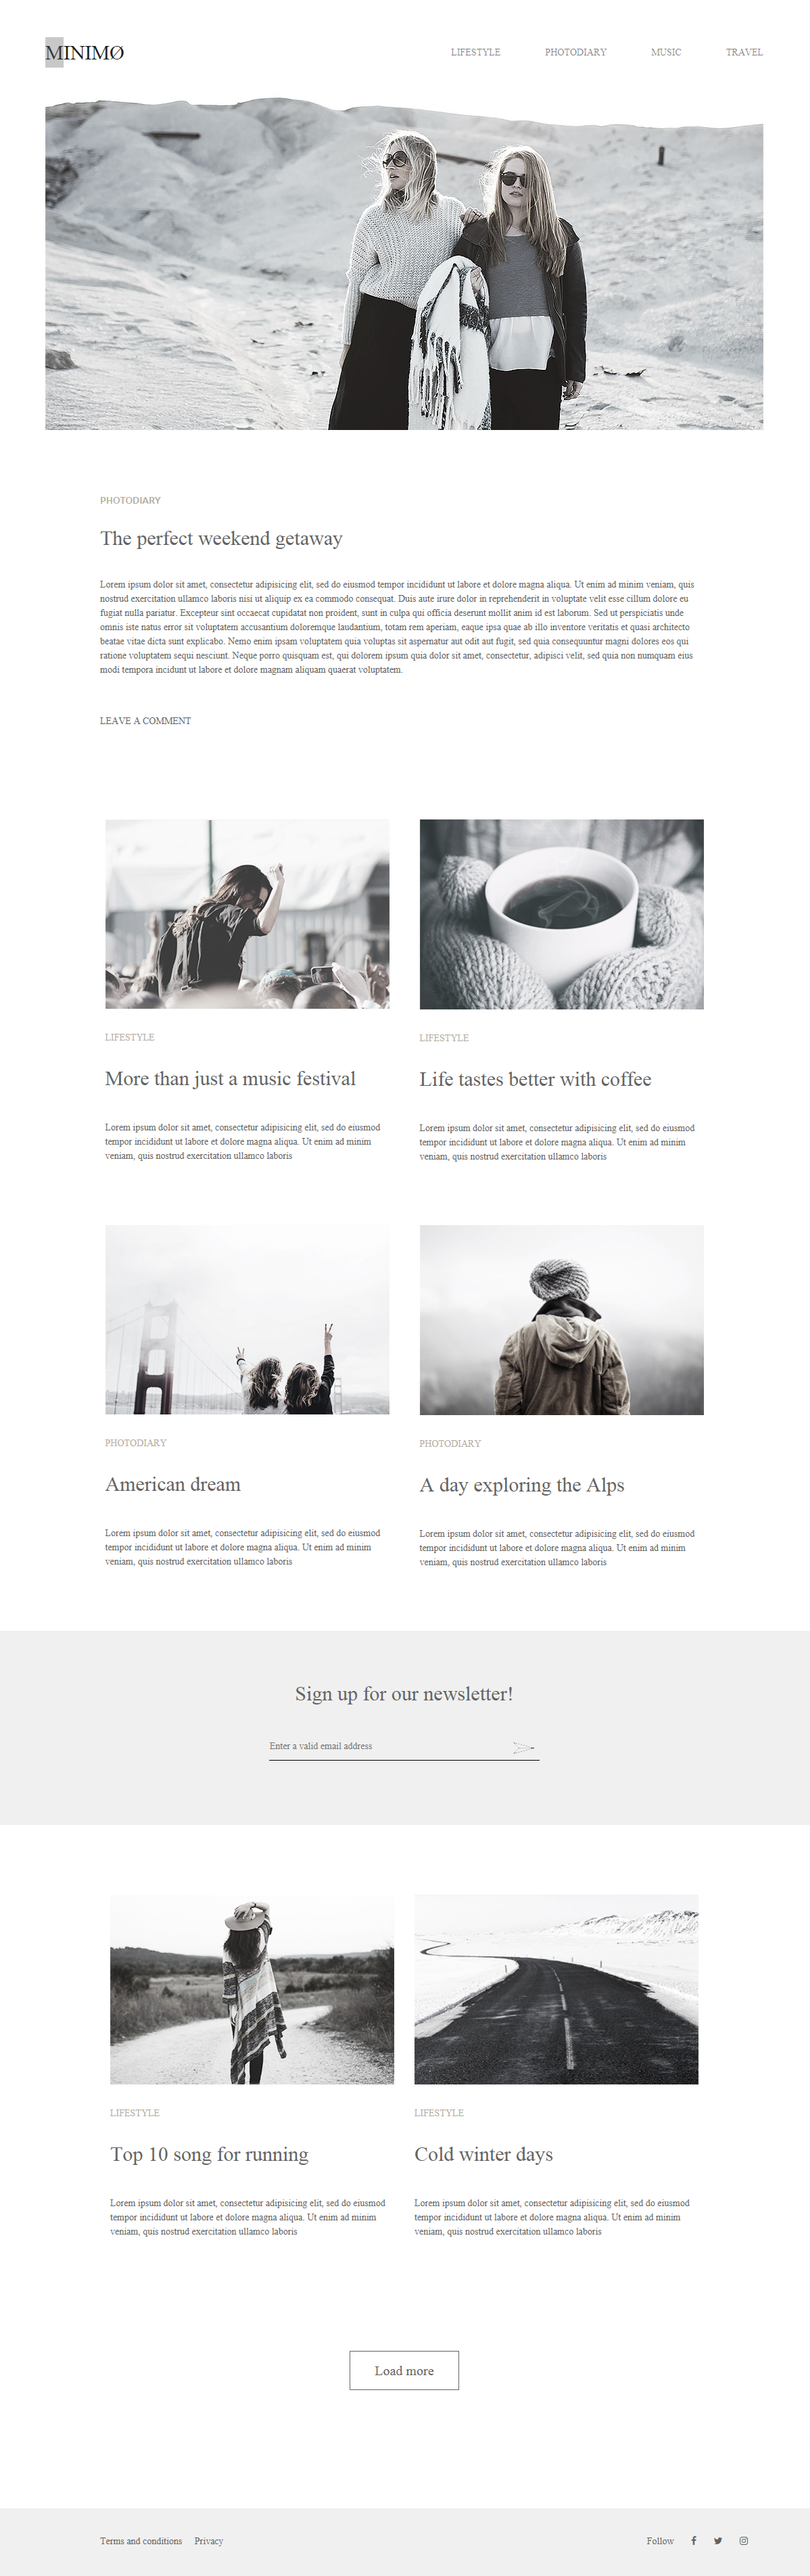 MINIMØ
LIFESTYLE PHOTODIARY MUSIC TRAVEL
PHOTODIARY
The perfect weekend getaway
Lorem ipsum dolor sit amet, consectetur adipisicing elit, sed do eiusmod tempor incididunt ut labore et dolore magna aliqua. Ut enim ad minim veniam, quis
nostrud exercitation ullamco laboris nisi ut aliquip ex ea commodo consequat. Duis aute irure dolor in reprehenderit in voluptate velit esse cillum dolore eu
fugiat nulla pariatur. Excepteur sint occaecat cupidatat non proident, sunt in culpa qui officia deserunt mollit anim id est laborum. Sed ut perspiciatis unde
omnis iste natus error sit voluptatem accusantium doloremque laudantium, totam rem aperiam, eaque ipsa quae ab illo inventore veritatis et quasi architecto
beatae vitae dicta sunt explicabo. Nemo enim ipsam voluptatem quia voluptas sit aspernatur aut odit aut fugit, sed quia consequuntur magni dolores eos qui
ratione voluptatem sequi nesciunt. Neque porro quisquam est, qui dolorem ipsum quia dolor sit amet, consectetur, adipisci velit, sed quia non numquam eius
modi tempora incidunt ut labore et dolore magnam aliquam quaerat voluptatem.
LEAVE A COMMENT
LIFESTYLE
More than just a music festival
Lorem ipsum dolor sit amet, consectetur adipisicing elit, sed do eiusmod
tempor incididunt ut labore et dolore magna aliqua. Ut enim ad minim
veniam, quis nostrud exercitation ullamco laboris
LIFESTYLE
Life tastes better with coffee
Lorem ipsum dolor sit amet, consectetur adipisicing elit, sed do eiusmod
tempor incididunt ut labore et dolore magna aliqua. Ut enim ad minim
veniam, quis nostrud exercitation ullamco laboris
PHOTODIARY
American dream
Lorem ipsum dolor sit amet, consectetur adipisicing elit, sed do eiusmod
tempor incididunt ut labore et dolore magna aliqua. Ut enim ad minim
veniam, quis nostrud exercitation ullamco laboris
PHOTODIARY
A day exploring the Alps
Lorem ipsum dolor sit amet, consectetur adipisicing elit, sed do eiusmod
tempor incididunt ut labore et dolore magna aliqua. Ut enim ad minim
veniam, quis nostrud exercitation ullamco laboris
Sign up for our newsletter!
Enter a valid email address
LIFESTYLE
Top 10 song for running
Lorem ipsum dolor sit amet, consectetur adipisicing elit, sed do eiusmod
tempor incididunt ut labore et dolore magna aliqua. Ut enim ad minim
veniam, quis nostrud exercitation ullamco laboris
LIFESTYLE
Cold winter days
Lorem ipsum dolor sit amet, consectetur adipisicing elit, sed do eiusmod
tempor incididunt ut labore et dolore magna aliqua. Ut enim ad minim
veniam, quis nostrud exercitation ullamco laboris
Load more
Terms and conditions Privacy Follow